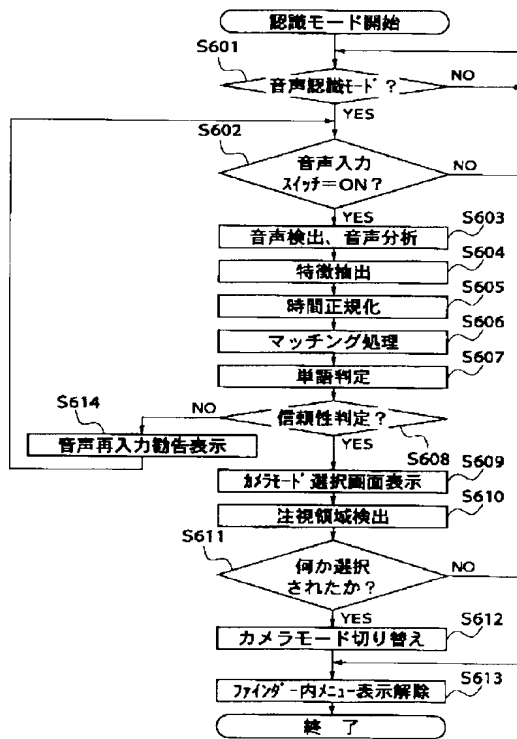 認識モード開始
S601
音声認識ﾓｰﾄﾞ?
NO
YES
S602
音声入力
ｽｲｯﾁ=ON?
NO
YES
S603
音声検出、音声分析
S604
特徴抽出
S605
時間正規化
S606
マッチング処理
S607
単語判定
S614
NO
信頼性判定?
音声再入力勧告表示
YES
S608
S609
ｶﾒﾗﾓｰﾄﾞ選択画面表示
S610
注視領域検出
S611
何か選択
されたか?
NO
YES
S612
カメラモード切り替え
S613
ﾌｧｲﾝﾀﾞｰ内メニュー表示解除
終 了